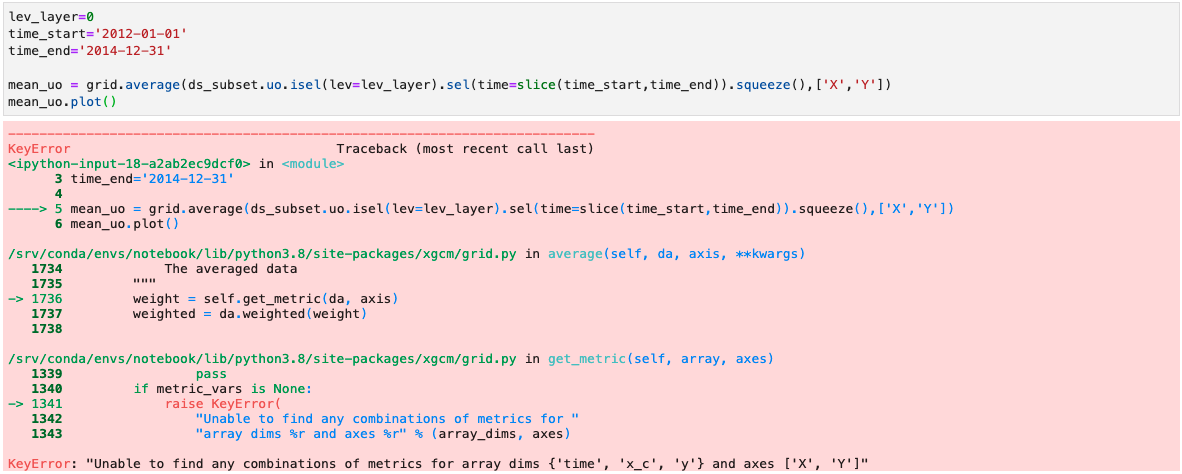 lev_layer=0
time_start='2012-01-01'
time_end='2014-12-31'
mean_uo = grid.average(ds_subset.uo.isel(lev=lev_layer).sel(time=slice(time_start,time_end)).squeeze(),['X','Y'])
mean_uo.plot()
---------------------------------------------------------------------------
KeyError                                  Traceback (most recent call last)
<ipython-input-18-a2ab2ec9dcf0> in <module>
      3 time_end='2014-12-31'
      4
----> 5 mean_uo = grid.average(ds_subset.uo.isel(lev=lev_layer).sel(time=slice(time_start,time_end)).squeeze(),['X','Y'])
      6 mean_uo.plot()
/srv/conda/envs/notebook/lib/python3.8/site-packages/xgcm/grid.py in average(self, da, axis, **kwargs)
   1734             The averaged data
   1735         """
-> 1736         weight = self.get_metric(da, axis)
   1737         weighted = da.weighted(weight)
   1738
/srv/conda/envs/notebook/lib/python3.8/site-packages/xgcm/grid.py in get_metric(self, array, axes)
   1339                 pass
   1340         if metric_vars is None:
-> 1341             raise KeyError(
   1342                 "Unable to find any combinations of metrics for "
   1343                 "array dims %r and axes %r" % (array_dims, axes)
KeyError: "Unable to find any combinations of metrics for array dims {'time', 'x_c', 'y'} and axes ['X', 'Y']"